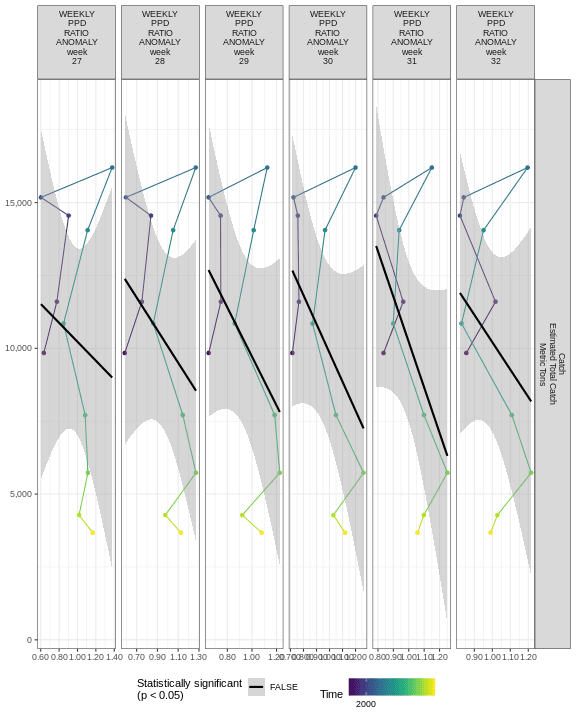 WEEKLY
PPD
RATIO
ANOMALY
week
27
WEEKLY
PPD
RATIO
ANOMALY
week
28
WEEKLY
PPD
RATIO
ANOMALY
week
29
WEEKLY
PPD
RATIO
ANOMALY
week
30
WEEKLY
PPD
RATIO
ANOMALY
week
31
WEEKLY
PPD
RATIO
ANOMALY
week
32
15,000
10,000
5,000
0
Catch
Estimated Total Catch
Metric Tons
0.60 0.80 1.00 1.20 1.40
0.90 1.10 1.30
0.80 1.00 1.20
0.80 0.90 1.00 1.10 1.20
0.90 1.00 1.10 1.20
Statistically significant
(p < 0.05)
FALSE
Time
2000